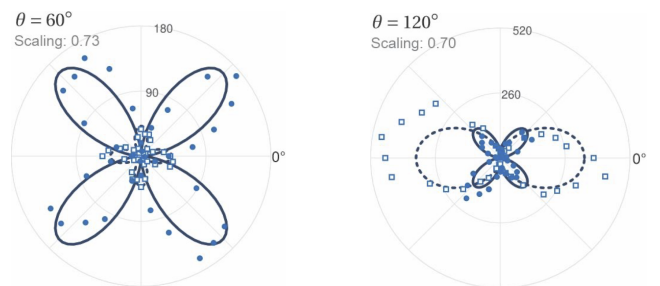 θ = 60°
Scaling: 0.73
180
90
0°
θ = 120°
Scaling: 0.70
520
260
0°